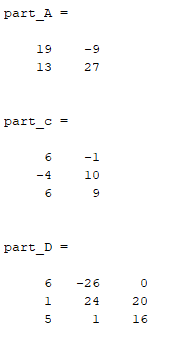 part_A =
19 -9
13 27
part_c =
6 -1
-4 10
6 9
part_D =
6 -26 0
1 24 20
5 1 16